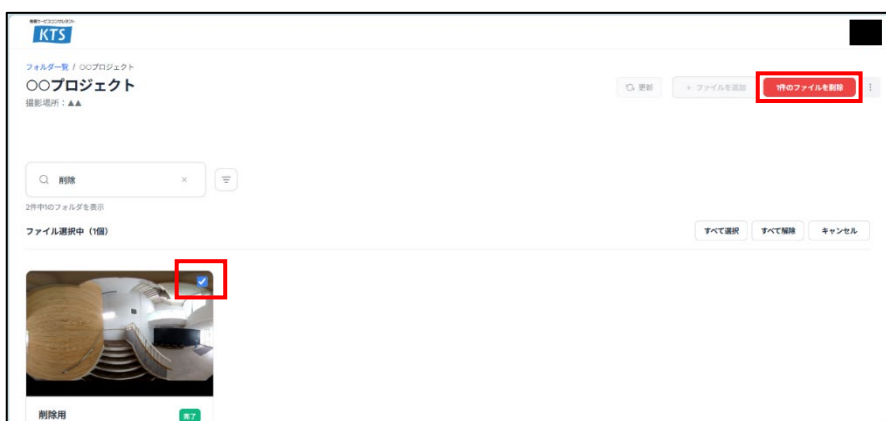 KTS
フォルダ一覧 / 〇〇プロジェクト
〇〇プロジェクト
撮影場所：▲▲
更新
+ ファイルを追加
1件のファイルを削除
削除
2件中1のフォルダを表示
ファイル選択中（1個）
すべて選択
すべて解除
キャンセル
削除用
完了